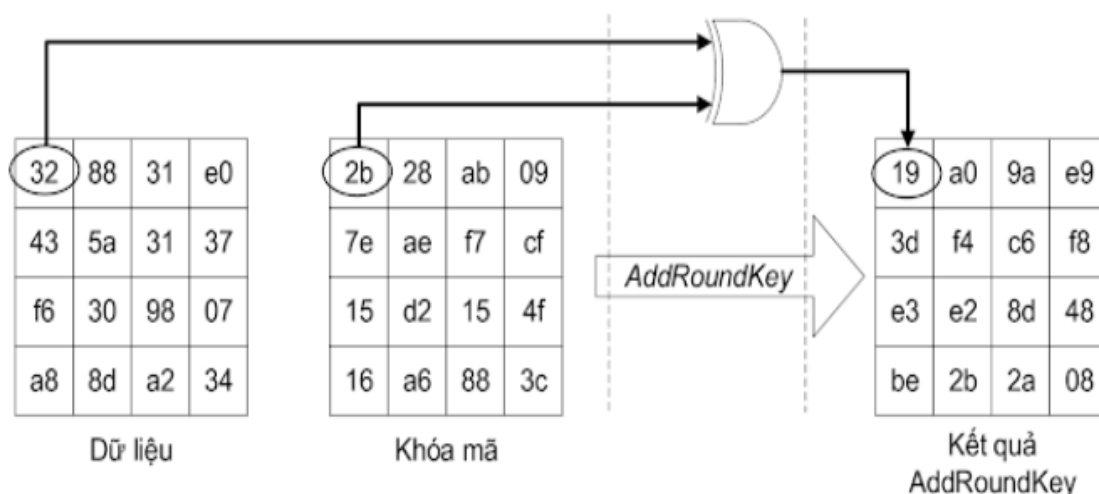 32 88 31 e0 2b 28 ab 09 19 a0 9a e9
43 5a 31 37 7e ae f7 cf 3d f4 c6 f8
AddRoundKey
f6 30 98 07 15 d2 15 4f e3 e2 8d 48
a8 8d a2 34 16 a6 88 3c be 2b 2a 08
Dữ liệu
Khóa mã
Kết quả
AddRoundKey